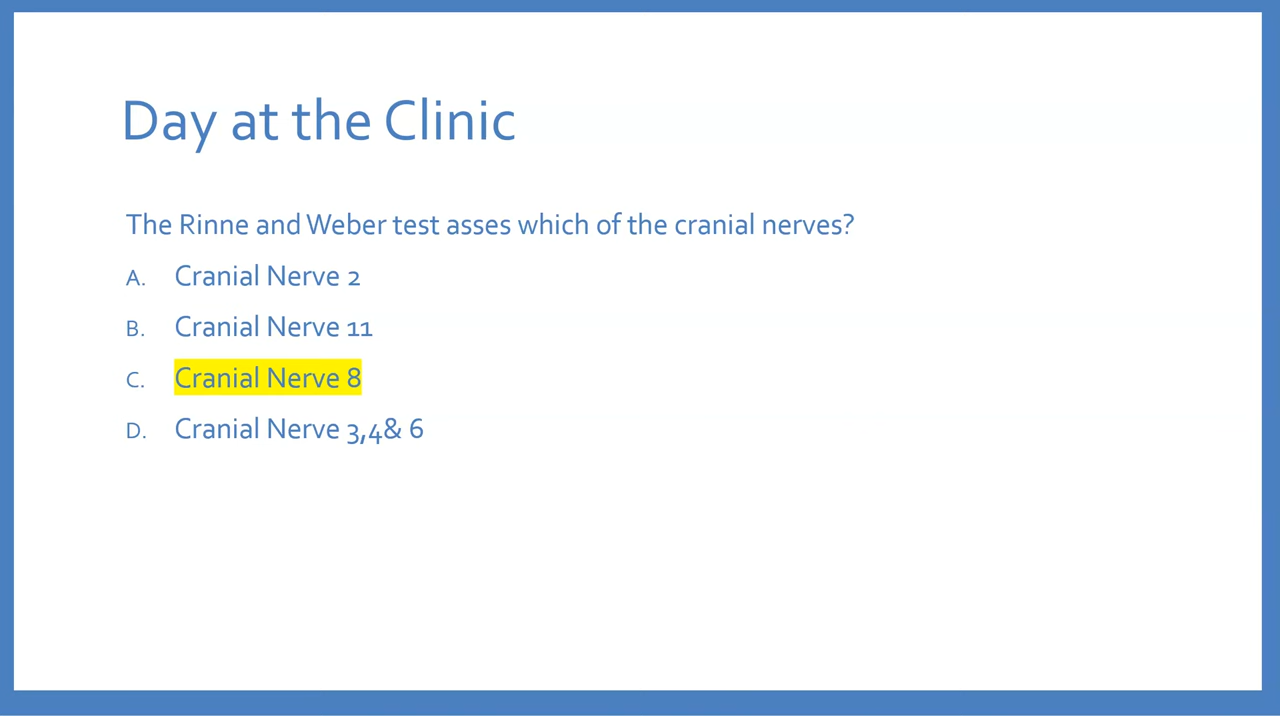 Day at the Clinic
The Rinne and Weber test asses which of the cranial nerves?
A. Cranial Nerve 2
B. Cranial Nerve 11
C. Cranial Nerve 8
D. Cranial Nerve 3,4& 6